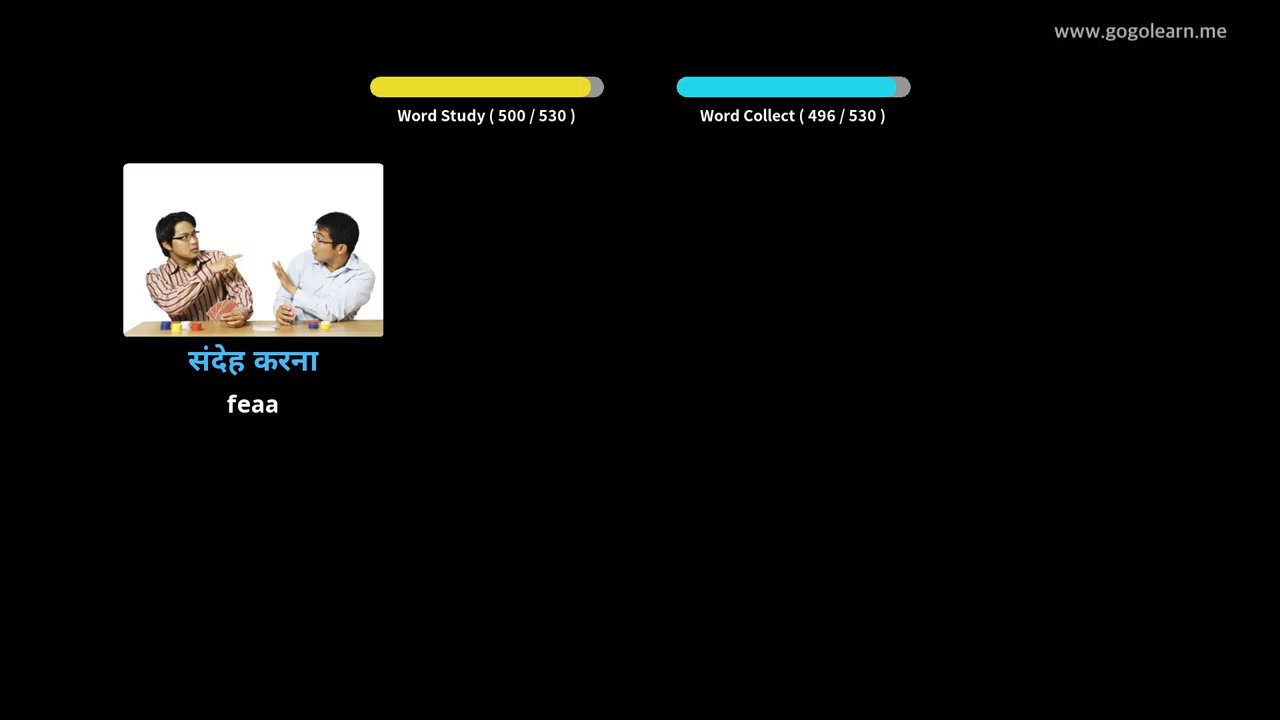 www.gogolearn.me
Word Study ( 500 / 530 )
Word Collect ( 496 / 530 )
संदेह करना
feaa